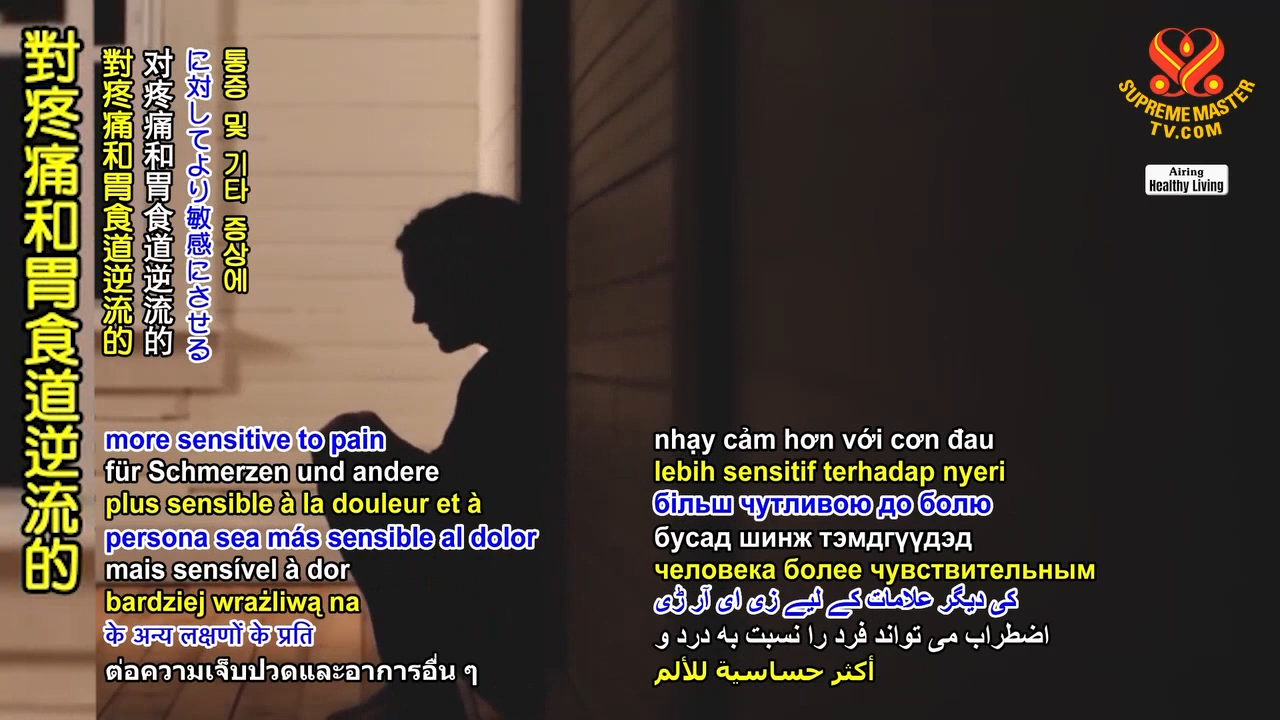 對疼痛和胃食道逆流的
對疼痛和胃食道逆流的
对疼痛和胃食道逆流的
に対してより敏感にさせる
통증 및 기타 증상에
SUPREME MASTER
TV.COM
Airing
Healthy Living
more sensitive to pain
für Schmerzen und andere
plus sensible à la douleur et à
persona sea más sensible al dolor
mais sensível à dor
bardziej wrażliwą na
के अन्य लक्षणों के प्रति
ต่อความเจ็บปวดและอาการอื่น ๆ
nhạy cảm hơn với cơn đau
lebih sensitif terhadap nyeri
більш чутливою до болю
бусад шинж тэмдгүүдэд
человека более чувствительным
کی دیگر علامات کے لیے زی ای آر ڑی
اضطراب می تواند فرد را نسبت به درد و
أكثر حساسية للألم